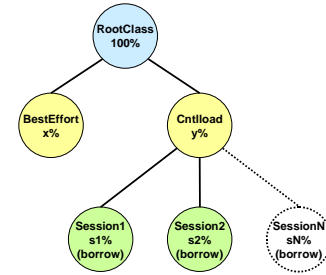 RootClass
100%
BestEffort
x%
Cntlload
y%
Session1
s1%
(borrow)
Session2
s2%
(borrow)
SessionN
sN%
(borrow)